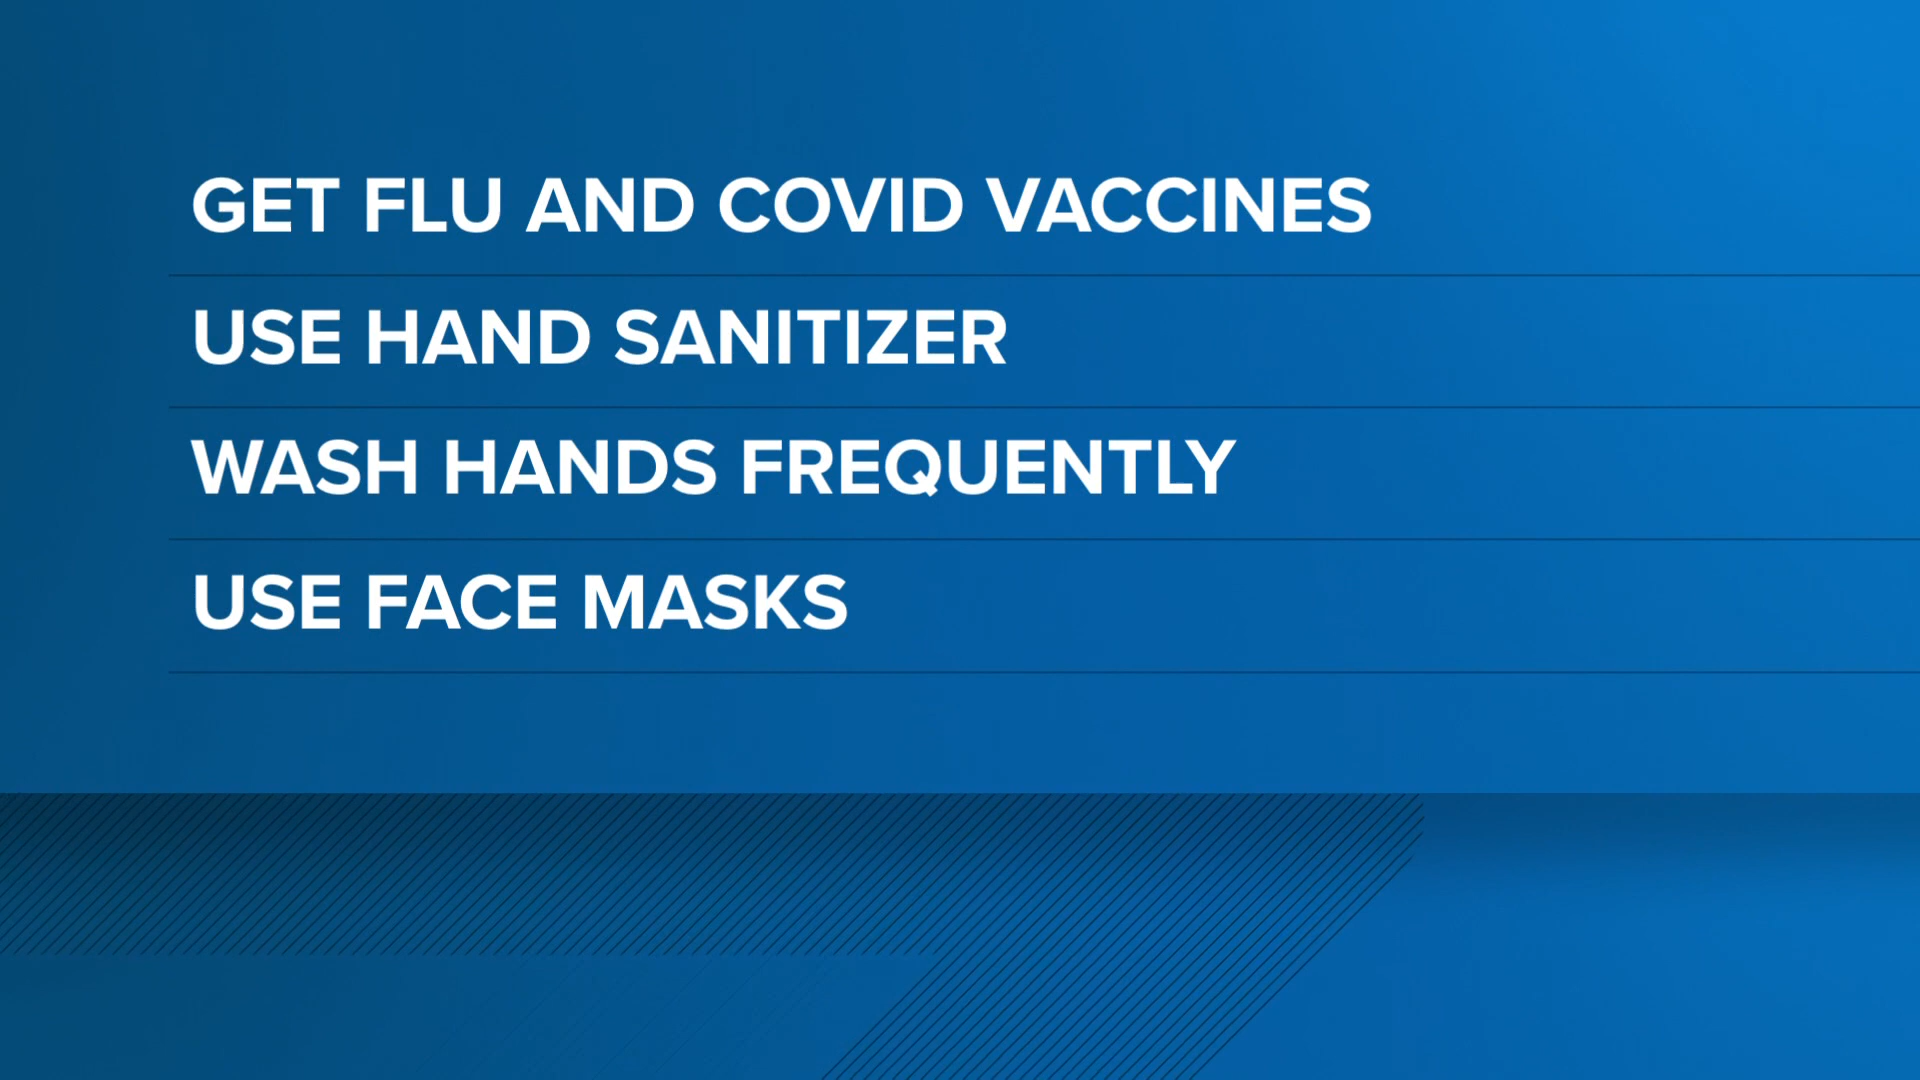 GET FLU AND COVID VACCINES
USE HAND SANITIZER
WASH HANDS FREQUENTLY
USE FACE MASKS